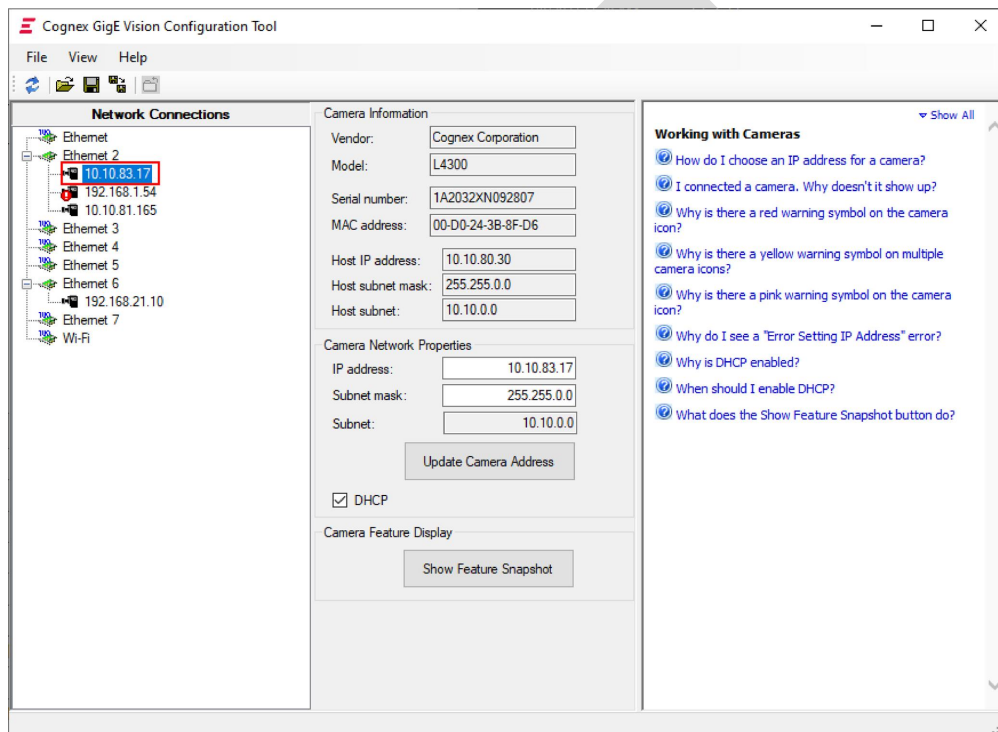 Cognex GigE Vision Configuration Tool
File View Help
Network Connections
Ethernet
Ethernet 2
10.10.83.17
192.168.1.54
10.10.81.165
Ethernet 3
Ethernet 4
Ethernet 5
Ethernet 6
192.168.21.10
Ethernet 7
Wi-Fi
Camera Information
Vendor: Cognex Corporation
Model: L4300
Serial number: 1A2032XN092807
MAC address: 00-D0-24-3B-8F-D6
Host IP address: 10.10.80.30
Host subnet mask: 255.255.0.0
Host subnet: 10.10.0.0
Camera Network Properties
IP address: 10.10.83.17
Subnet mask: 255.255.0.0
Subnet: 10.10.0.0
Update Camera Address
DHCP
Camera Feature Display
Show Feature Snapshot
Show All
Working with Cameras
How do I choose an IP address for a camera?
I connected a camera. Why doesn't it show up?
Why is there a red warning symbol on the camera
icon?
Why is there a yellow warning symbol on multiple
camera icons?
Why is there a pink warning symbol on the camera
icon?
Why do I see a "Error Setting IP Address" error?
Why is DHCP enabled?
When should I enable DHCP?
What does the Show Feature Snapshot button do?